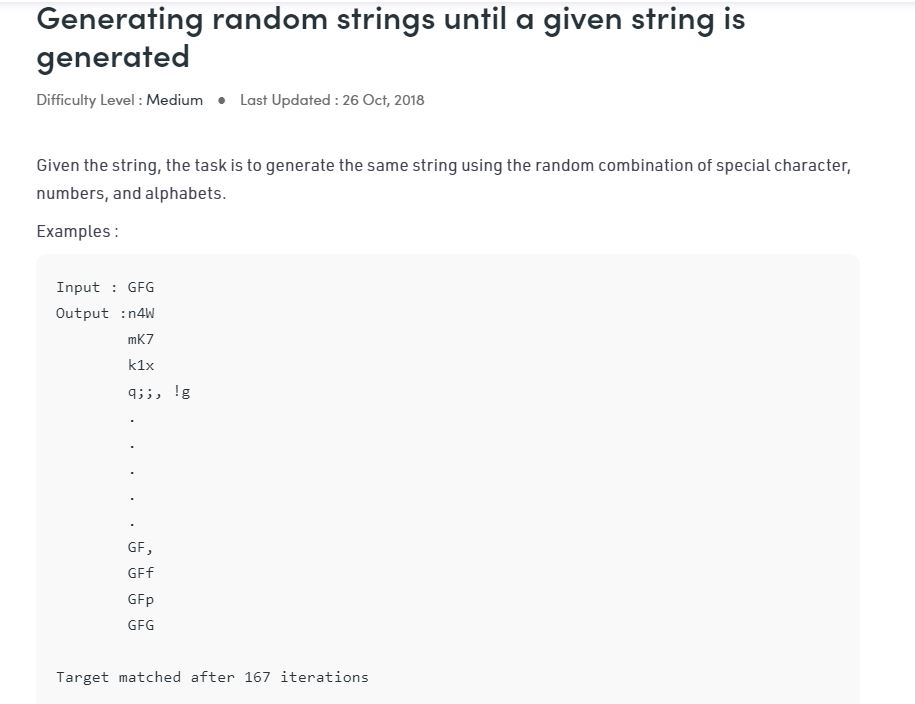 Generating random strings until a given string is
generated
Difficulty Level : Medium ● Last Updated : 26 Oct, 2018
Given the string, the task is to generate the same string using the random combination of special character,
numbers, and alphabets.
Examples :
Input : GFG
Output :n4W
mK7
k1x
q;;, !g
.
.
.
.
.
GF,
GFf
GFp
GFG
Target matched after 167 iterations